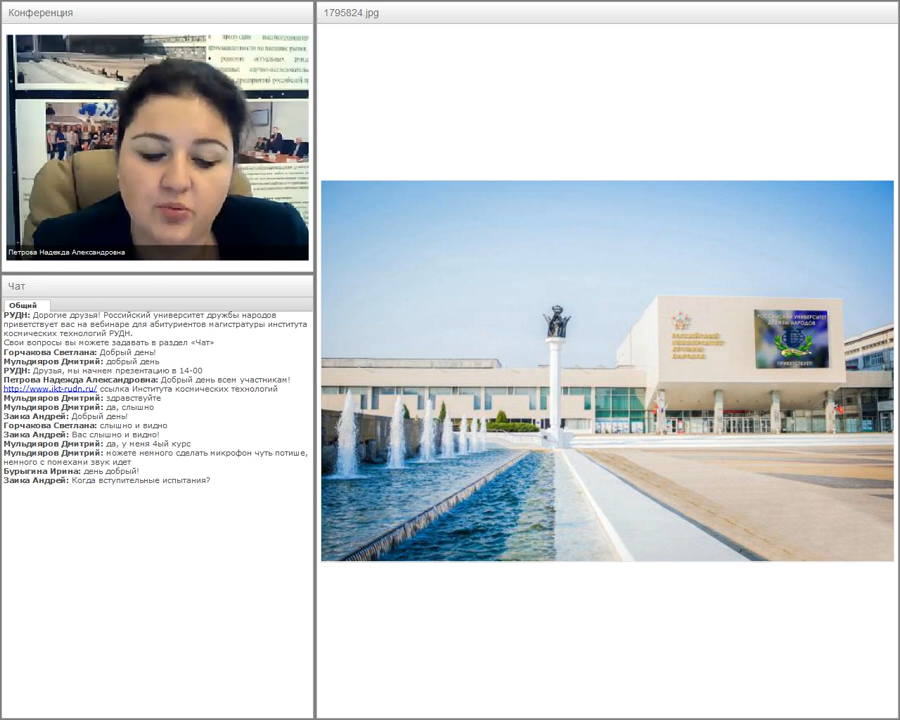 Конференция
промышленности на внешние рынки
Петрова Надежда Александровна
Чат
Общий
РУДН: Дорогие друзья! Российский университет дружбы народов
приветствует вас на вебинаре для абитуриентов магистратуры института
космических технологий РУДН.
Свои вопросы вы можете задавать в раздел «Чат»
Горчакова Светлана: Добрый день!
Мульдияров Дмитрий: добрый день
РУДН: Друзья, мы начнем презентацию в 14-00
Петрова Надежда Александровна: Добрый день всем участникам!
http://www.ikt-rudn.ru/ ссылка Института космических технологий
Мульдияров Дмитрий: здравствуйте
Мульдияров Дмитрий: да, слышно
Заика Андрей: Добрый день!
Горчакова Светлана: слышно и видно
Заика Андрей: Вас слышно и видно!
Мульдияров Дмитрий: да, у меня 4ый курс
Мульдияров Дмитрий: можете немного сделать микрофон чуть потише,
немного с помехами звук идет
Бурыгина Ирина: день добрый!
Заика Андрей: Когда вступительные испытания?
1795824.jpg
РОССИЙСКИЙ
УНИВЕРСИТЕТ
ДРУЖБЫ
НАРОДОВ
РОССИЙСКИЙ УНИВЕРСИТЕТ
ДРУЖБЫ НАРОДОВ
ПРИВЕТСТВУЕТ!